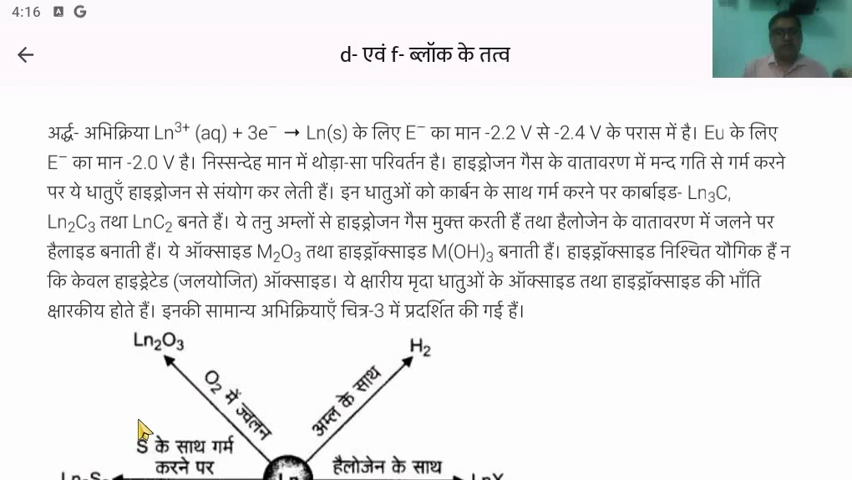 4:16 A G
d- एवं f- ब्लॉक के तत्व
अर्द्ध- अभिक्रिया Ln³⁺ (aq) + 3e⁻ → Ln(s) के लिए E⁻ का मान -2.2 V से -2.4 V के परास में है। Eu के लिए
E⁻ का मान -2.0 V है। निस्सन्देह मान में थोड़ा-सा परिवर्तन है। हाइड्रोजन गैस के वातावरण में मन्द गति से गर्म करने
पर ये धातुएँ हाइड्रोजन से संयोग कर लेती हैं। इन धातुओं को कार्बन के साथ गर्म करने पर कार्बाइड- Ln₃C,
Ln₂C₃ तथा LnC₂ बनते हैं। ये तनु अम्लों से हाइड्रोजन गैस मुक्त करती हैं तथा हैलोजेन के वातावरण में जलने पर
हैलाइड बनाती हैं। ये ऑक्साइड M₂O₃ तथा हाइड्रॉक्साइड M(OH)₃ बनाती हैं। हाइड्रॉक्साइड निश्चित यौगिक हैं न
कि केवल हाइड्रेटेड (जलयोजित) ऑक्साइड। ये क्षारीय मृदा धातुओं के ऑक्साइड तथा हाइड्रॉक्साइड की भाँति
क्षारकीय होते हैं। इनकी सामान्य अभिक्रियाएँ चित्र-3 में प्रदर्शित की गई हैं।
Ln₂O₃
H₂
O₂ में ज्वलन
अम्ल के साथ
S के साथ गर्म
करने पर
हैलोजेन के साथ
Ln